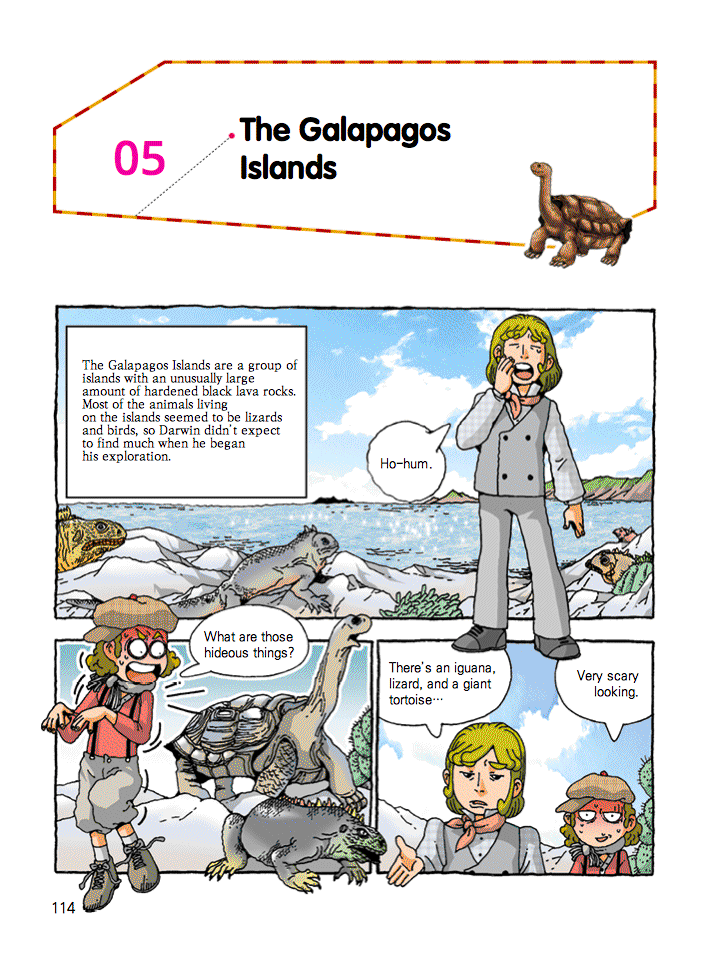 05
The Galapagos
Islands
The Galapagos Islands are a group of
islands with an unusually large
amount of hardened black lava rocks.
Most of the animals living
on the islands seemed to be lizards
and birds, so Darwin didn't expect
to find much when he began
his exploration.
Ho-hum.
What are those
hideous things?
There's an iguana,
lizard, and a giant
tortoise…
Very scary
looking.
114